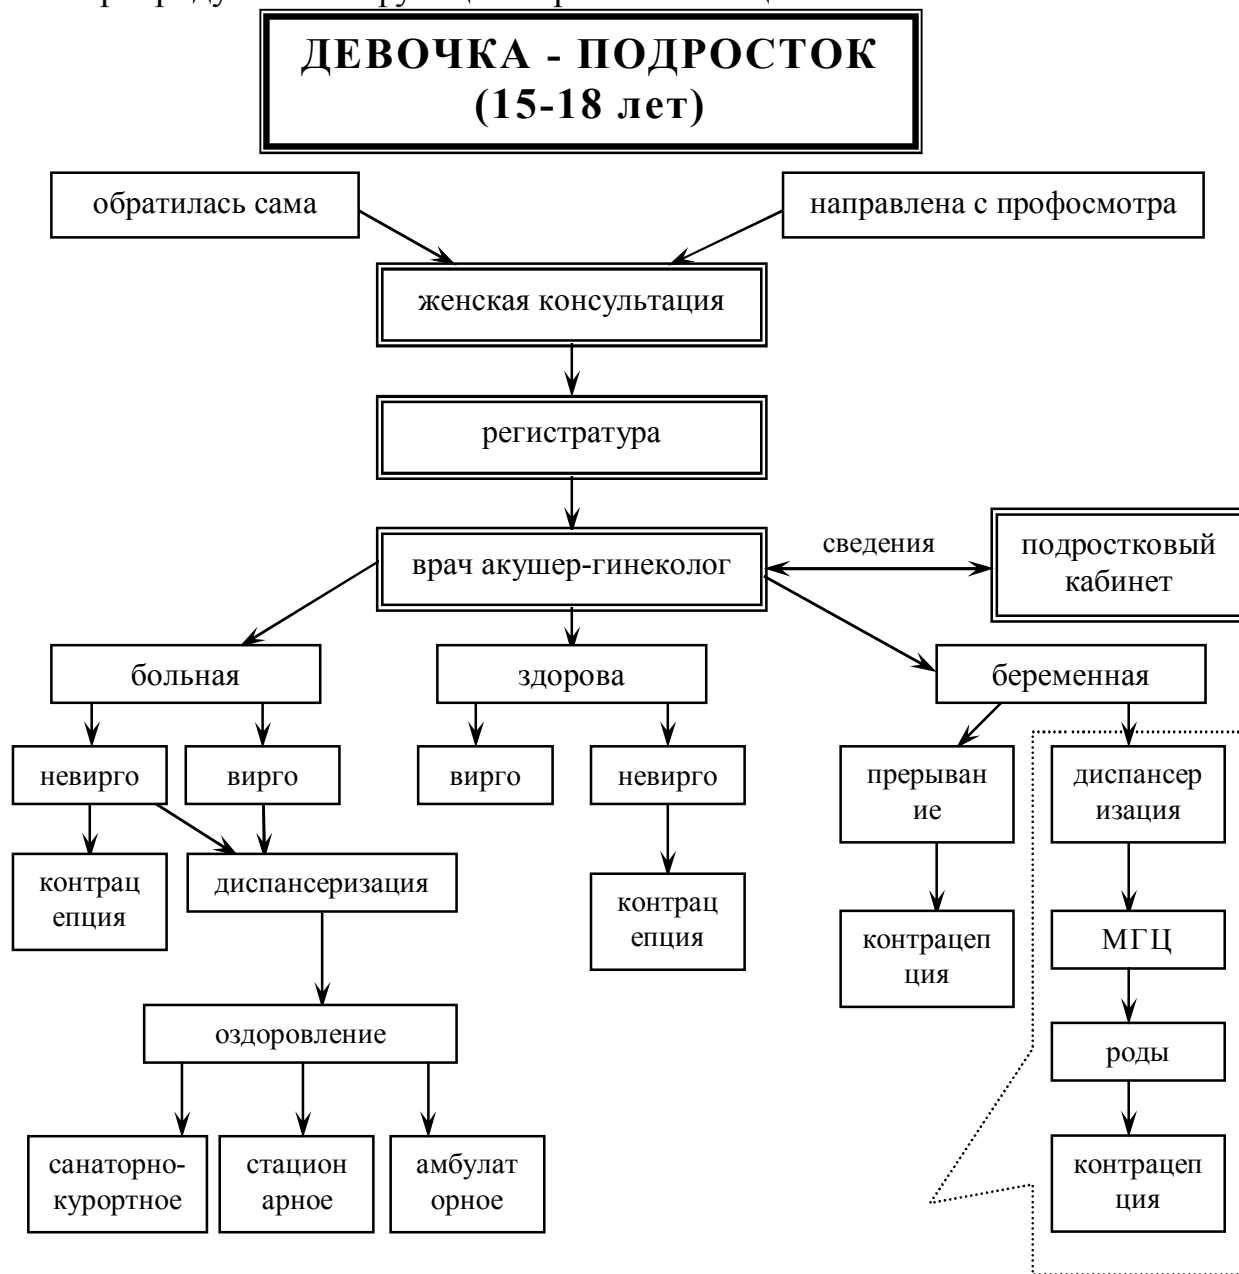 ДЕВОЧКА - ПОДРОСТОК
(15-18 лет)
обратилась сама
направлена с профосмотра
женская консультация
регистратура
врач акушер-гинеколог
сведения
подростковый
кабинет
больная
здорова
беременная
невирго
вирго
вирго
невирго
прерыван
ие
диспансер
изация
контрац
епция
диспансеризация
контрац
епция
контрацеп
ция
МГЦ
оздоровление
роды
санаторно-
курортное
стацион
арное
амбулат
орное
контрацеп
ция